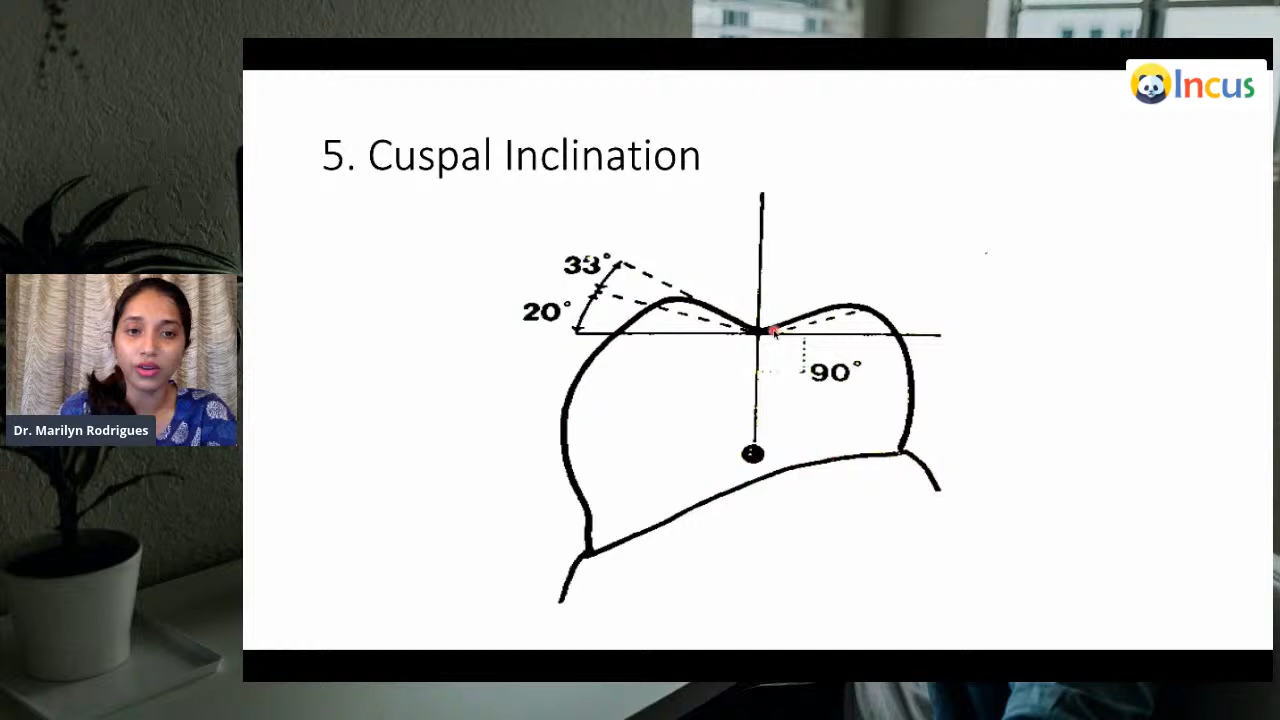 Incus
5. Cuspal Inclination
33°
20°
90°
Dr. Marilyn Rodrigues